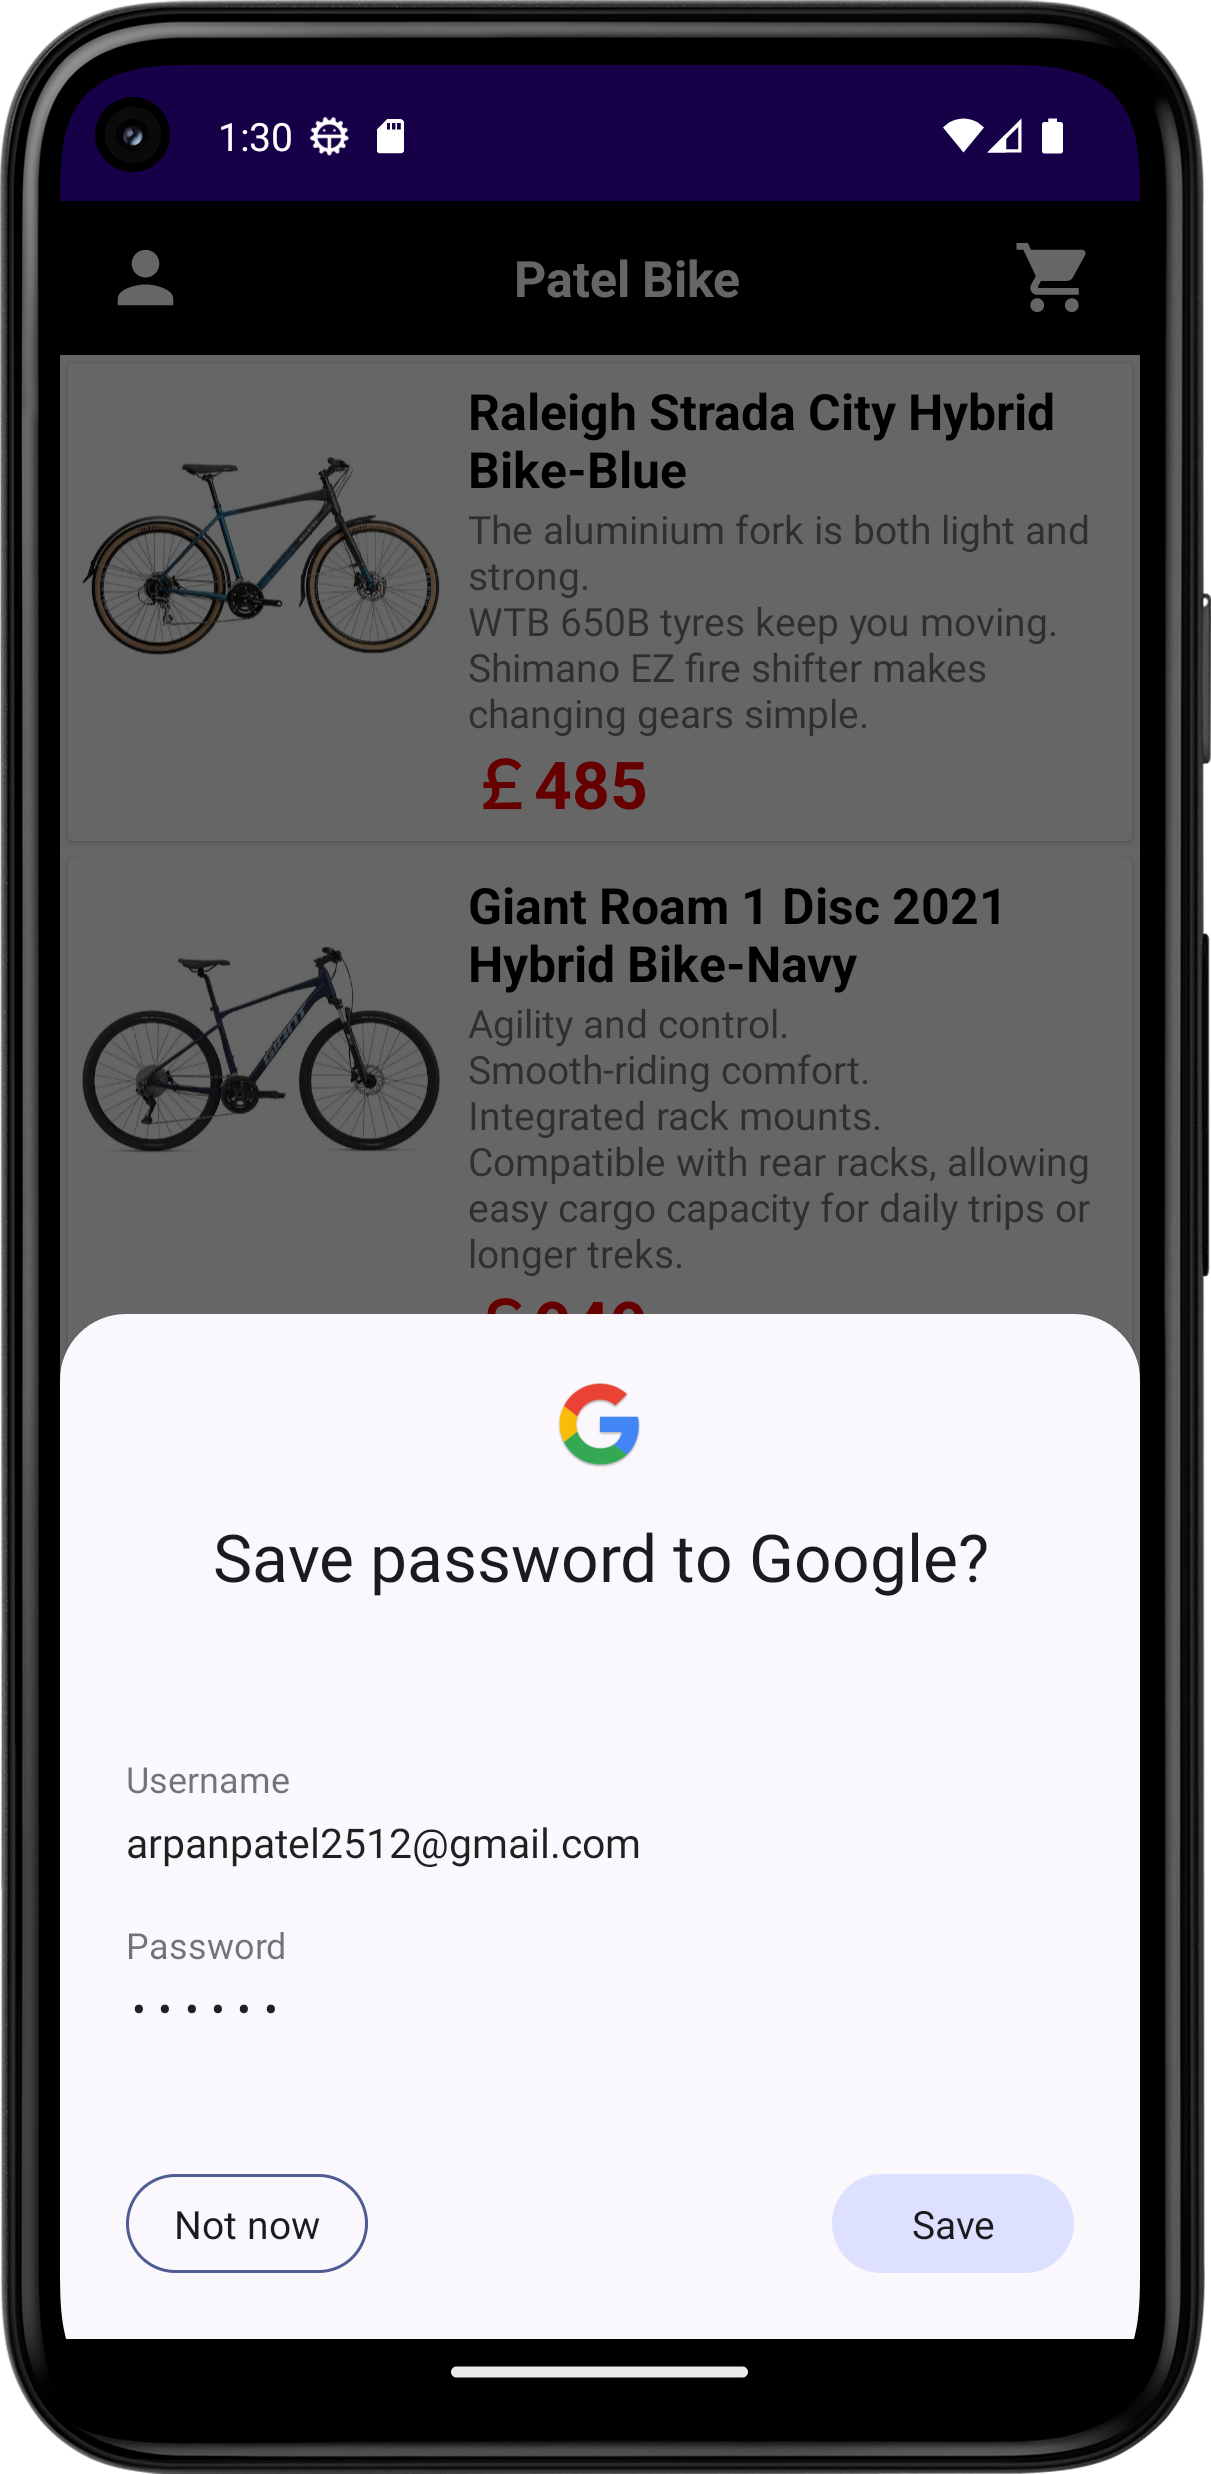 1:30
Patel Bike
Raleigh Strada City Hybrid
Bike-Blue
The aluminium fork is both light and
strong.
WTB 650B tyres keep you moving.
Shimano EZ fire shifter makes
changing gears simple.
£ 485
Giant Roam 1 Disc 2021
Hybrid Bike-Navy
GIANT
Agility and control.
Smooth-riding comfort.
Integrated rack mounts.
Compatible with rear racks, allowing
easy cargo capacity for daily trips or
longer treks.
Save password to Google?
Username
arpanpatel2512@gmail.com
Password
••••••
Not now
Save